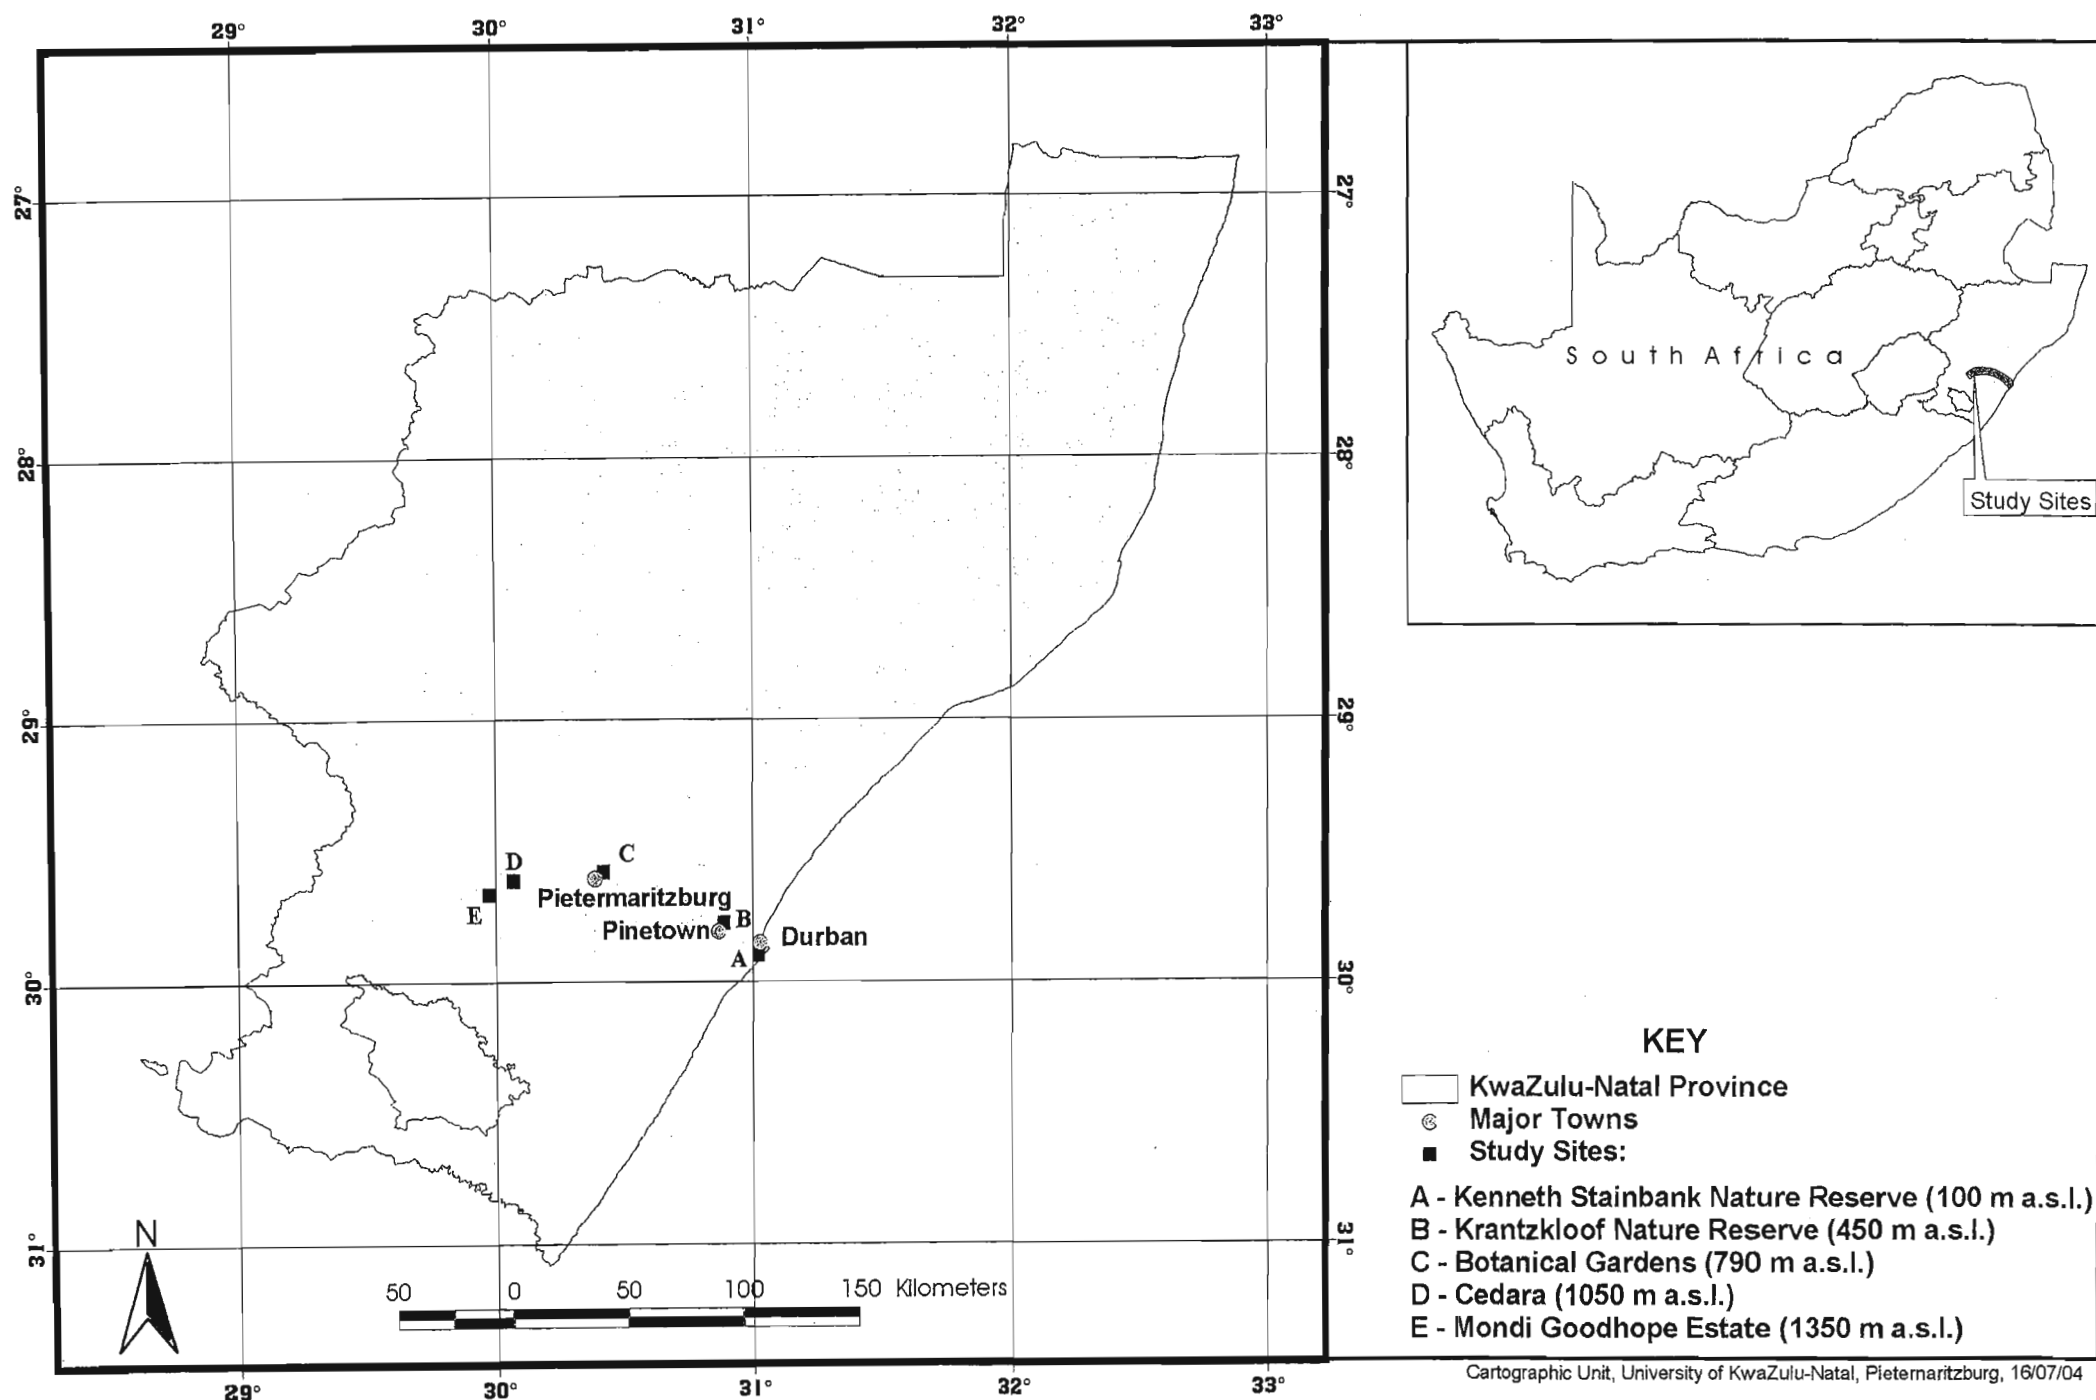 29° 30° 31° 32° 33°
27° 27°
28° 28°
29° 29°
30° 30°
31° 31°
29° 30° 31° 32° 33°
South Africa
Study Sites
D
C
E
Pietermaritzburg
B
Pinetown
Durban
A
N
50 0 50 100 150 Kilometers
KEY
KwaZulu-Natal Province
Major Towns
Study Sites:
A - Kenneth Stainbank Nature Reserve (100 m a.s.l.)
B - Krantzkloof Nature Reserve (450 m a.s.l.)
C - Botanical Gardens (790 m a.s.l.)
D - Cedara (1050 m a.s.l.)
E - Mondi Goodhope Estate (1350 m a.s.l.)
Cartographic Unit, University of KwaZulu-Natal, Pietermaritzburg, 16/07/04